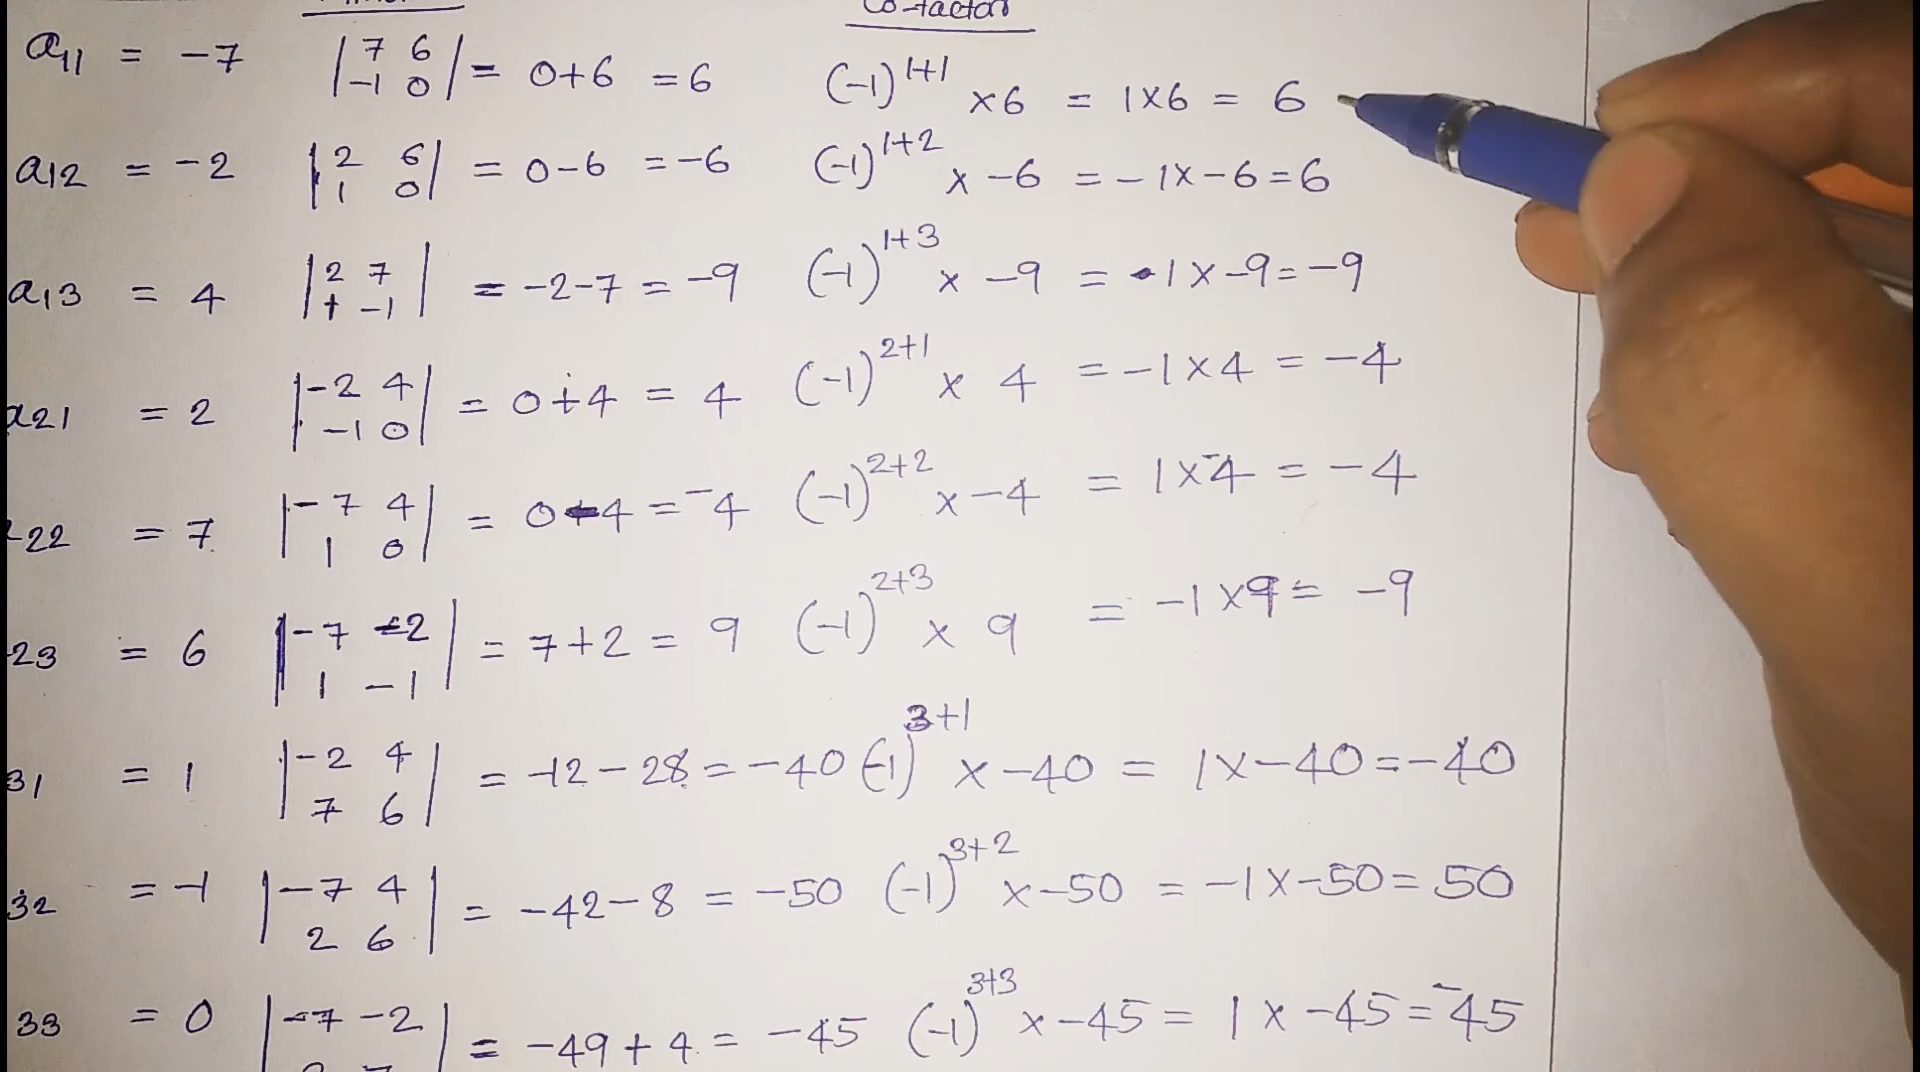 Co-factors
a11 = -7 |7 6 -1 0| = 0+6 = 6 (-1)^1+1 x6 = 1x6 = 6
a12 = -2 |2 6 1 0| = 0-6 = -6 (-1)^1+2 x -6 = -1x-6=6
a13 = 4 |2 7 1 -1| = -2-7 = -9 (-1)^1+3 x -9 = 1x-9=-9
a21 = 2 |-2 4 -1 0| = 0+4 = 4 (-1)^2+1 x 4 = -1x4 = -4
22 = 7 |-7 4 1 0| = 0-4 = -4 (-1)^2+2 x-4 = 1x-4 = -4
23 = 6 |-7 -2 1 -1| = 7+2 = 9 (-1)^2+3 x 9 = -1x9= -9
31 = 1 |-2 4 7 6| = -12-28 = -40 (-1)^3+1 x-40 = 1x-40=-40
32 = -1 |-7 4 2 6| = -42-8 = -50 (-1)^3+2 x-50 = -1x-50=50
33 = 0 |-7 -2 = -49+4 = -45 (-1)^3+3 x-45 = 1x-45=-45